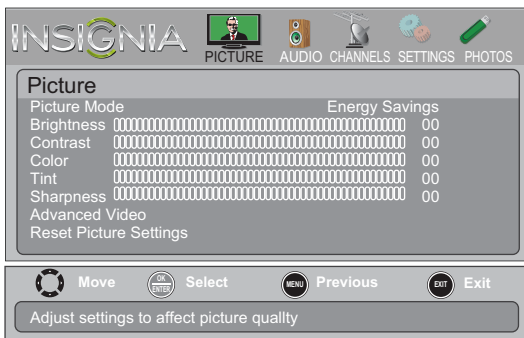 INSIGNIA
PICTURE AUDIO CHANNELS SETTINGS PHOTOS
Picture
Picture Mode Energy Savings
Brightness 00
Contrast 00
Color 00
Tint 00
Sharpness 00
Advanced Video
Reset Picture Settings
Move OK ENTER Select MENU Previous EXIT Exit
Adjust settings to affect picture quallty